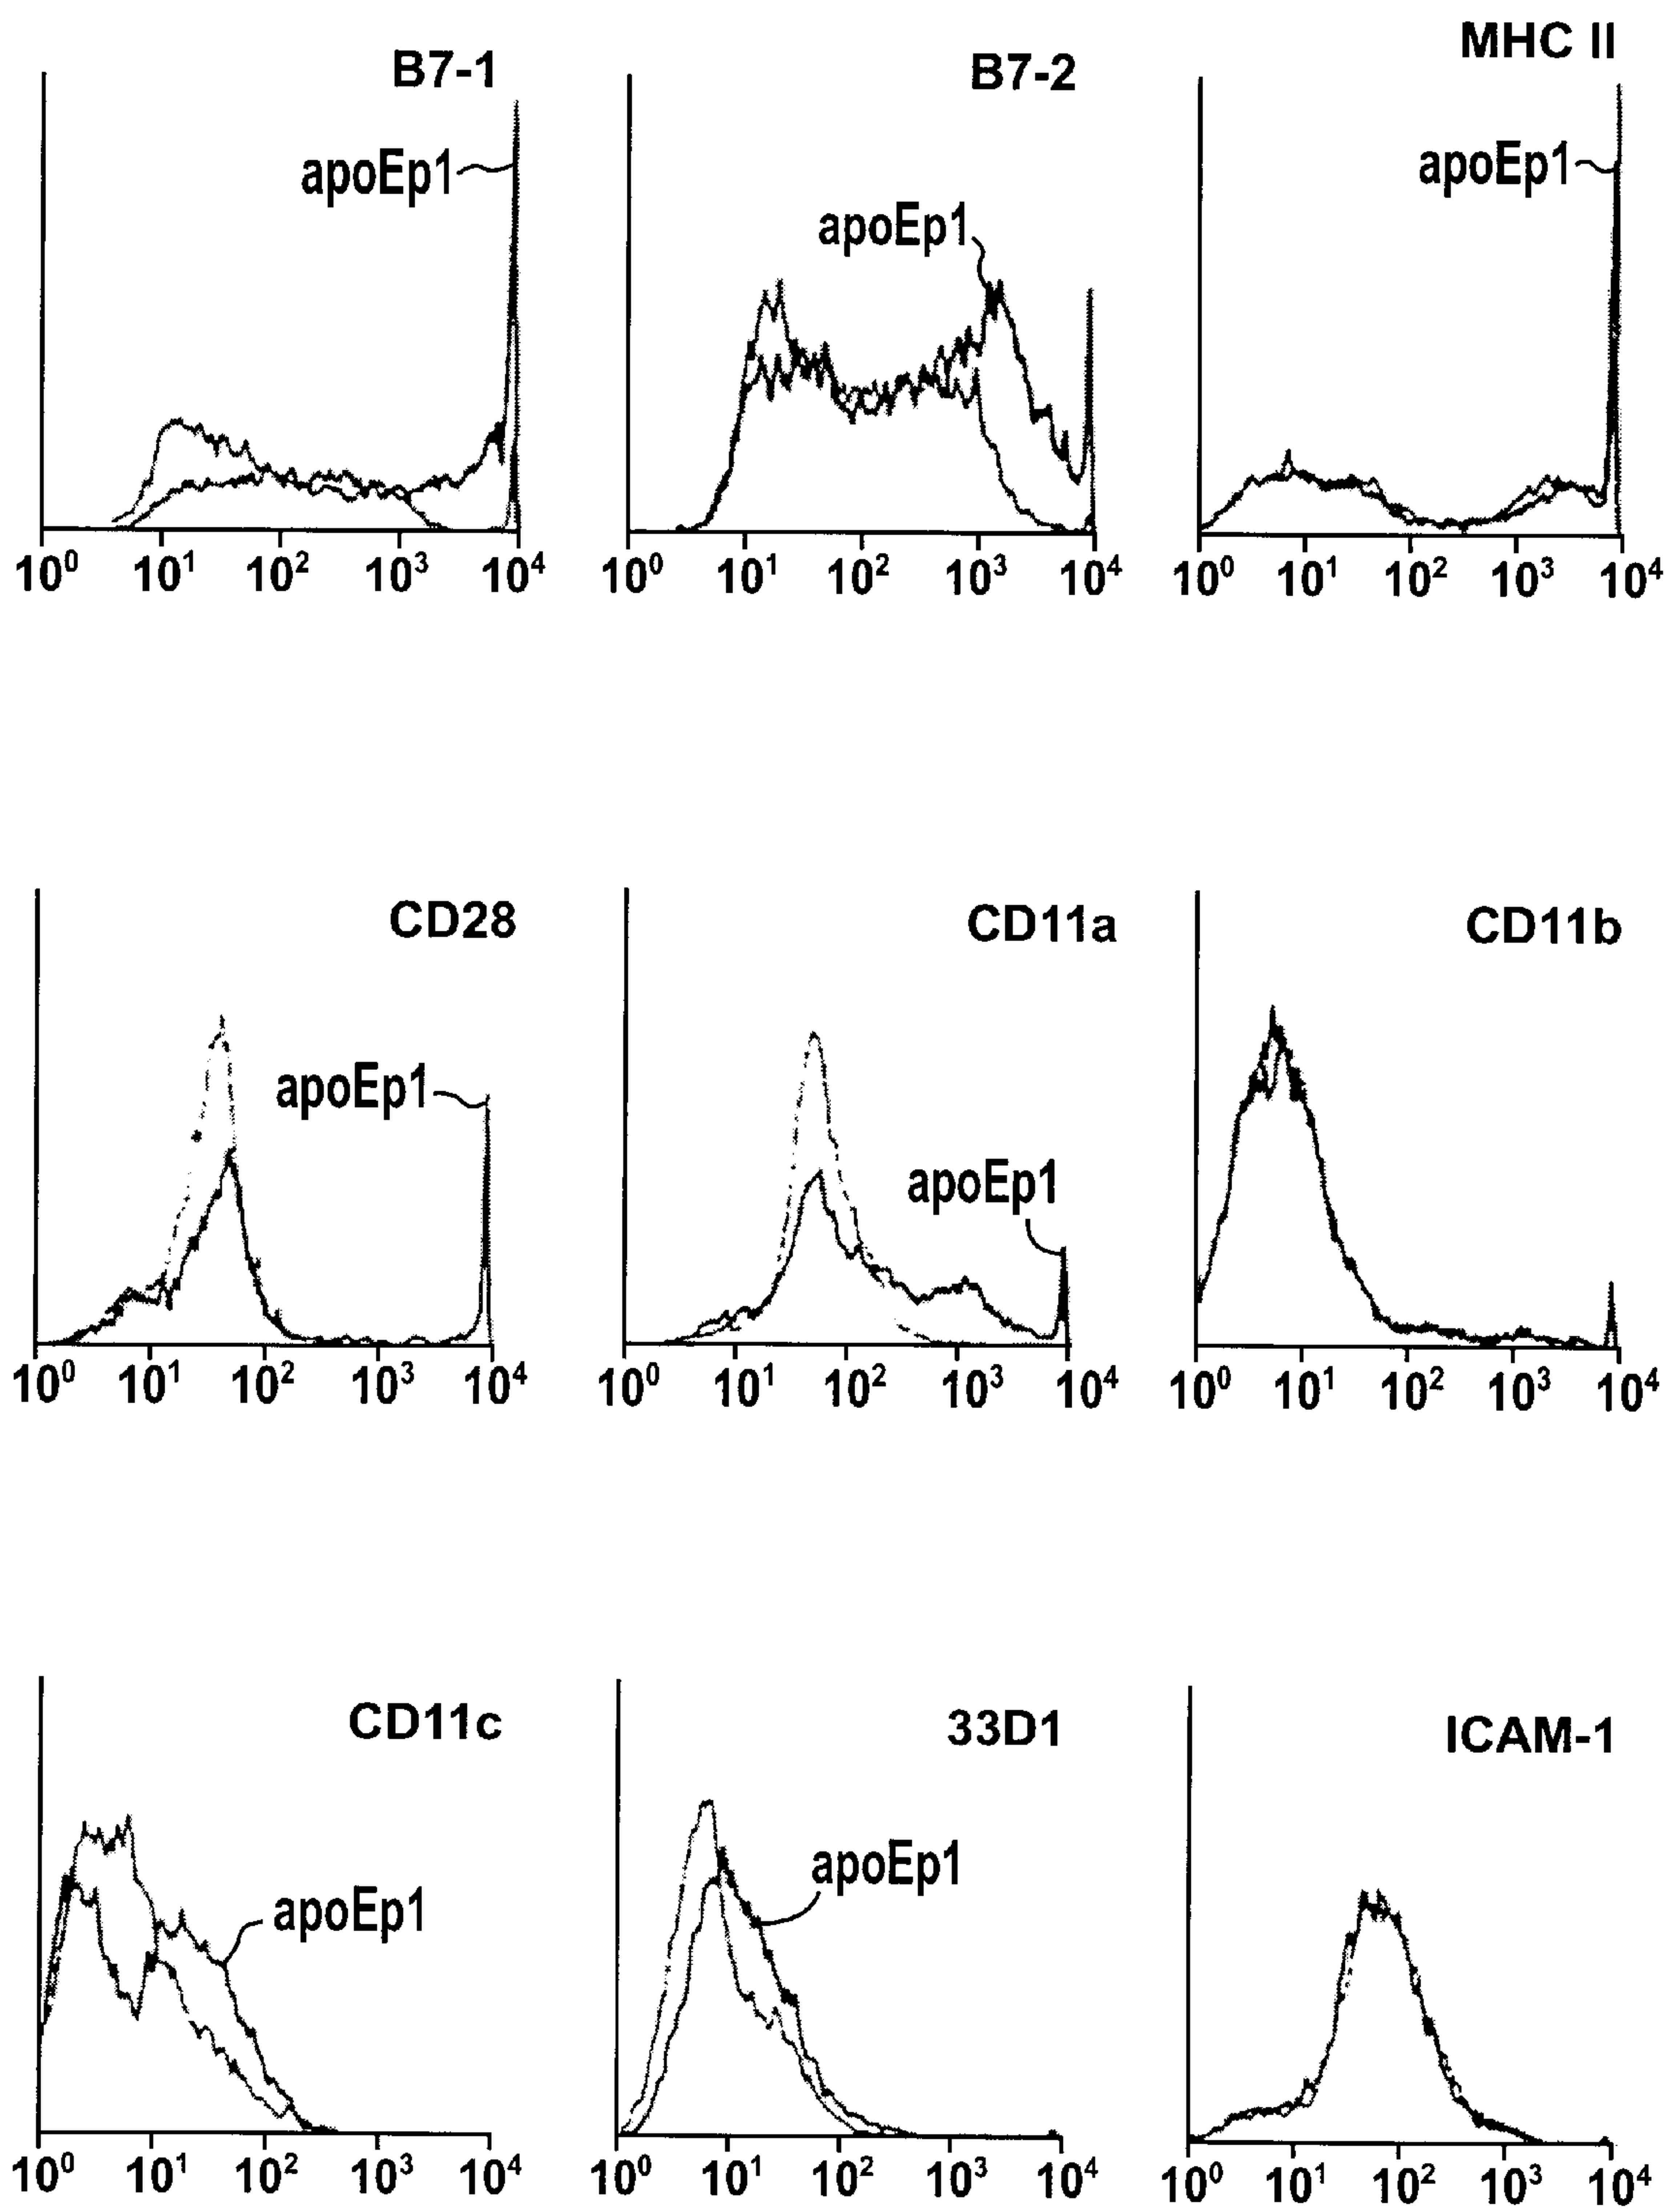 B7-1 B7-2 MHC II
apoEp1 apoEp1 apoEp1
10⁰ 10¹ 10² 10³ 10⁴ 10⁰ 10¹ 10² 10³ 10⁴ 10⁰ 10¹ 10² 10³ 10⁴
CD28 CD11a CD11b
apoEp1 apoEp1
10⁰ 10¹ 10² 10³ 10⁴ 10⁰ 10¹ 10² 10³ 10⁴ 10⁰ 10¹ 10² 10³ 10⁴
CD11c 33D1 ICAM-1
apoEp1 apoEp1
10⁰ 10¹ 10² 10³ 10⁴ 10⁰ 10¹ 10² 10³ 10⁴ 10⁰ 10¹ 10² 10³ 10⁴